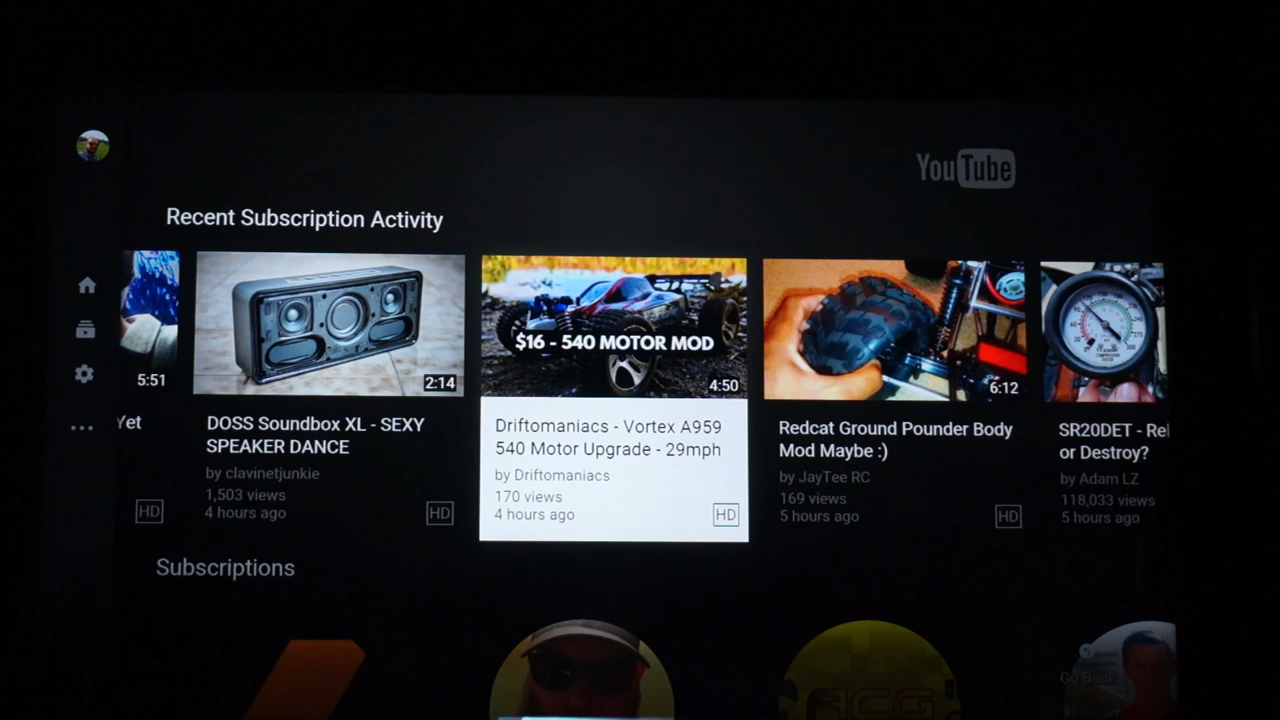 YouTube
Recent Subscription Activity
5:51
2:14
$16 - 540 MOTOR MOD
4:50
6:12
Yet
HD
DOSS Soundbox XL - SEXY
SPEAKER DANCE
by clavinetjunkie
1,503 views
4 hours ago
HD
Driftomaniacs - Vortex A959
540 Motor Upgrade - 29mph
by Driftomaniacs
170 views
4 hours ago
HD
Redcat Ground Pounder Body
Mod Maybe :)
by JayTee RC
169 views
5 hours ago
HD
SR20DET - Rel
or Destroy?
by Adam LZ
118,033 views
5 hours ago
Subscriptions
Go Back